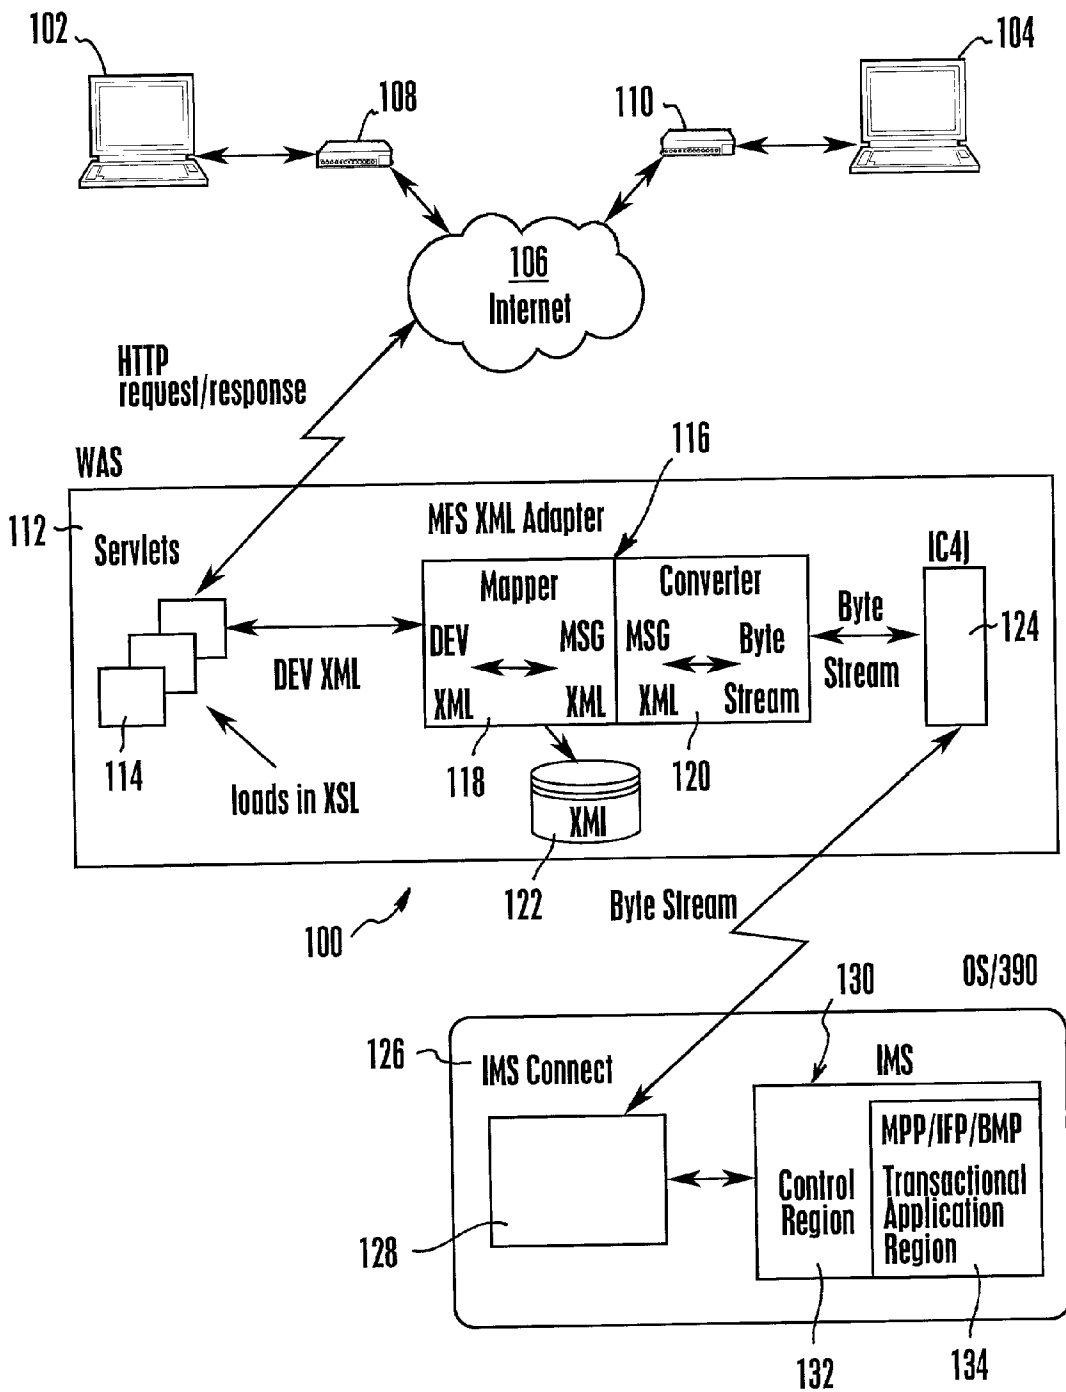 102
104
108
110
106
Internet
HTTP
request/response
WAS
116
112
MFS XML Adapter
Servlets
IC4J
Mapper
Converter
DEV
MSG
MSG
Byte
XML
XML
XML
Stream
DEV XML
Byte
Stream
124
114
118
120
loads in XSL
XMI
122
100
Byte Stream
OS/390
130
126
IMS Connect
IMS
MPP/IFP/BMP
Control
Region
Transactional
Application
Region
128
132
134